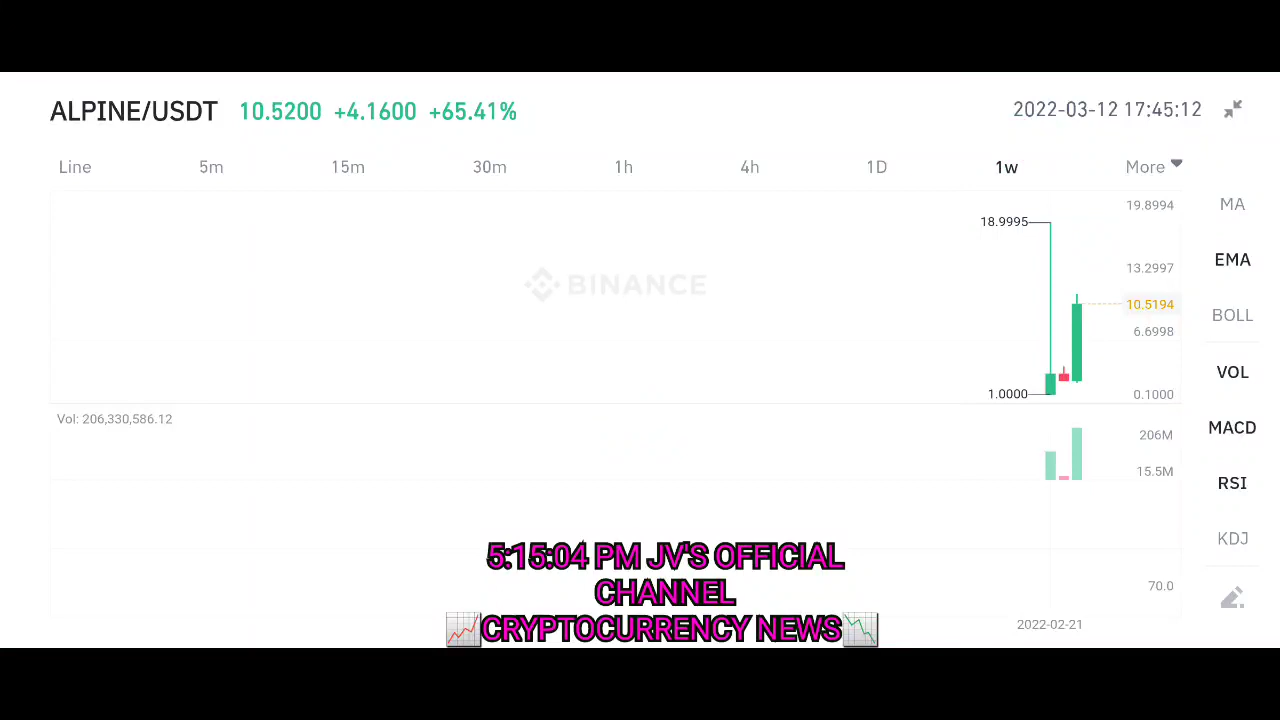 ALPINE/USDT 10.5200 +4.1600 +65.41% 2022-03-12 17:45:12
Line 5m 15m 30m 1h 4h 1D 1w More
19.8994
MA
18.9995
13.2997
EMA
BINANCE
10.5194
BOLL
6.6998
VOL
1.0000
0.1000
Vol: 206,330,586.12
MACD
206M
15.5M
RSI
KDJ
5:15:04 PM JV'S OFFICIAL
CHANNEL
70.0
CRYPTOCURRENCY NEWS
2022-02-21